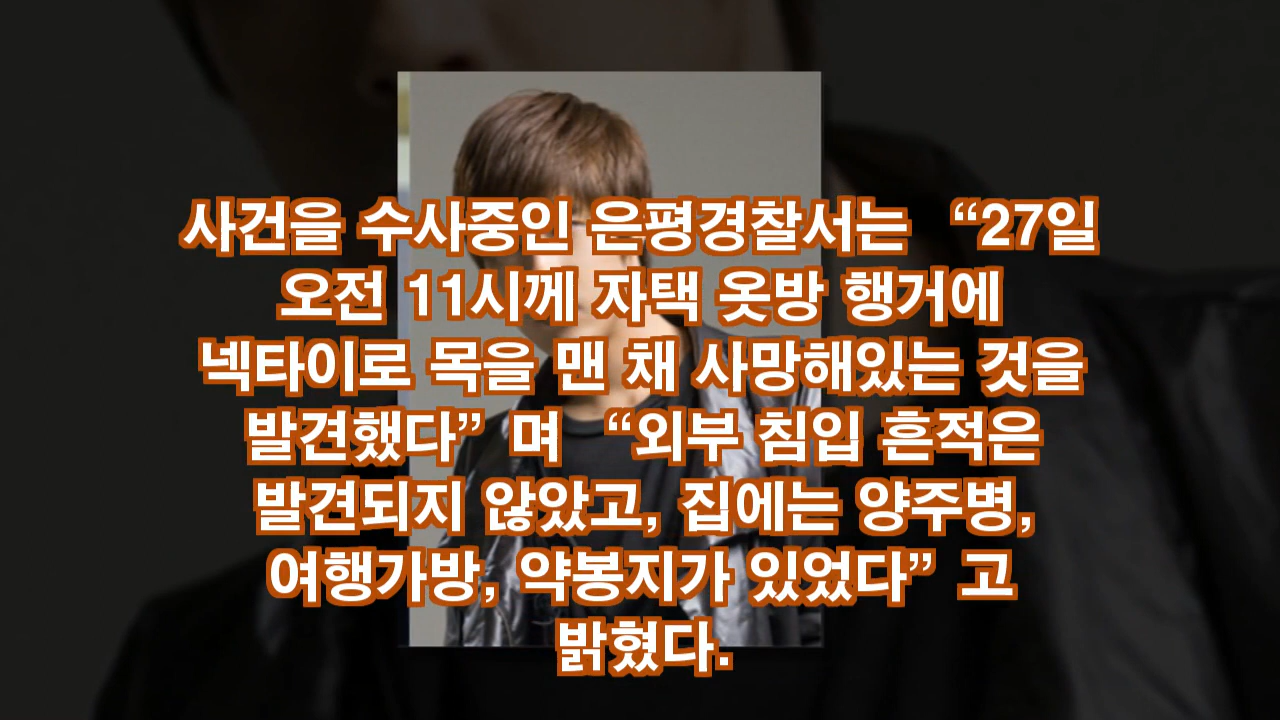 사건을 수사중인 은평경찰서는 “27일
오전 11시께 자택 옷방 행거에
넥타이로 목을 맨 채 사망해있는 것을
발견했다” 며 “외부 침입 흔적은
발견되지 않았고, 집에는 양주병,
여행가방, 약봉지가 있었다” 고
밝혔다.